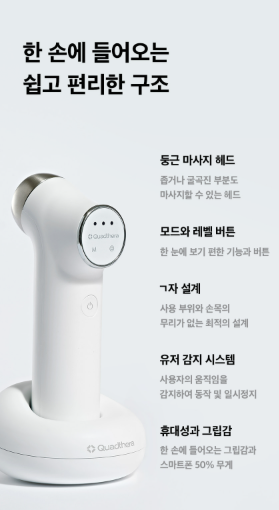 한 손에 들어오는
쉽고 편리한 구조
둥근 마사지 헤드
좁거나 굴곡진 부분도
마사지할 수 있는 헤드
Quadthera
모드와 레벨 버튼
한 눈에 보기 편한 기능과 버튼
ㄱ자 설계
사용 부위와 손목의
무리가 없는 최적의 설계
유저 감지 시스템
사용자의 움직임을
감지하여 동작 및 일시정지
휴대성과 그립감
한 손에 들어오는 그립감과
스마트폰 50% 무게
Quadthera